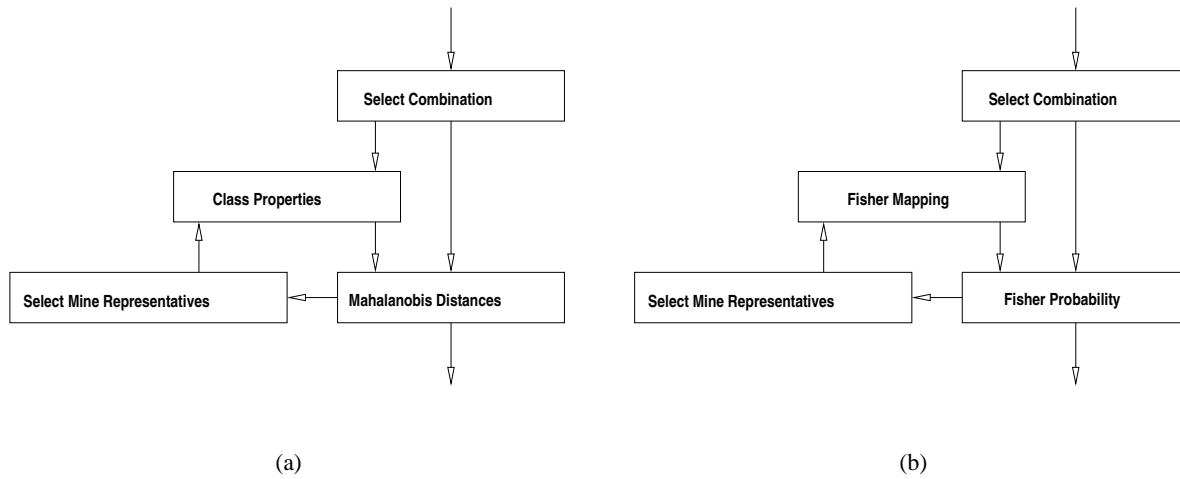 Select Combination
Class Properties
Select Mine Representatives
Mahalanobis Distances
(a)
Select Combination
Fisher Mapping
Select Mine Representatives
Fisher Probability
(b)